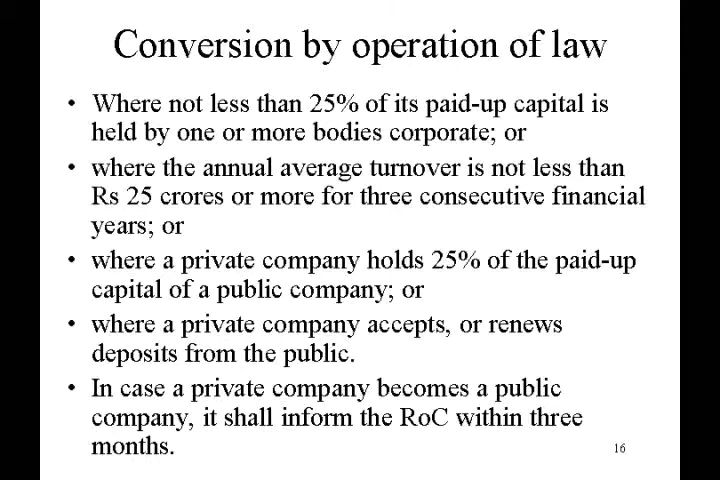 Conversion by operation of law
• Where not less than 25% of its paid-up capital is
held by one or more bodies corporate; or
• where the annual average turnover is not less than
Rs 25 crores or more for three consecutive financial
years; or
• where a private company holds 25% of the paid-up
capital of a public company; or
• where a private company accepts, or renews
deposits from the public.
• In case a private company becomes a public
company, it shall inform the RoC within three
months.
16